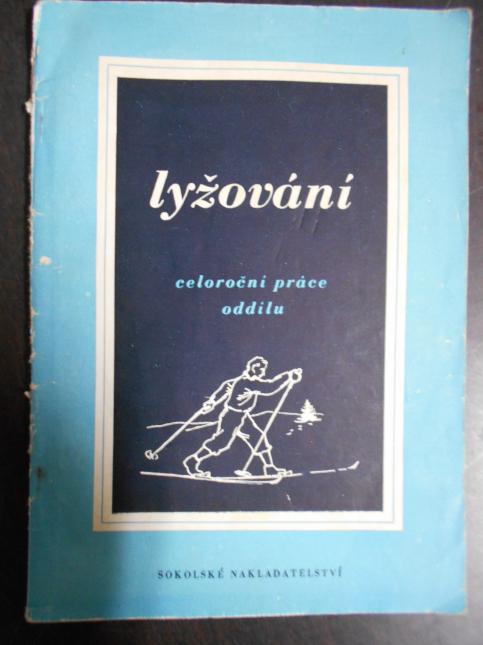 lyžování
celoroční práce
oddílu
SOKOLSKÉ NAKLADATELSTVÍ